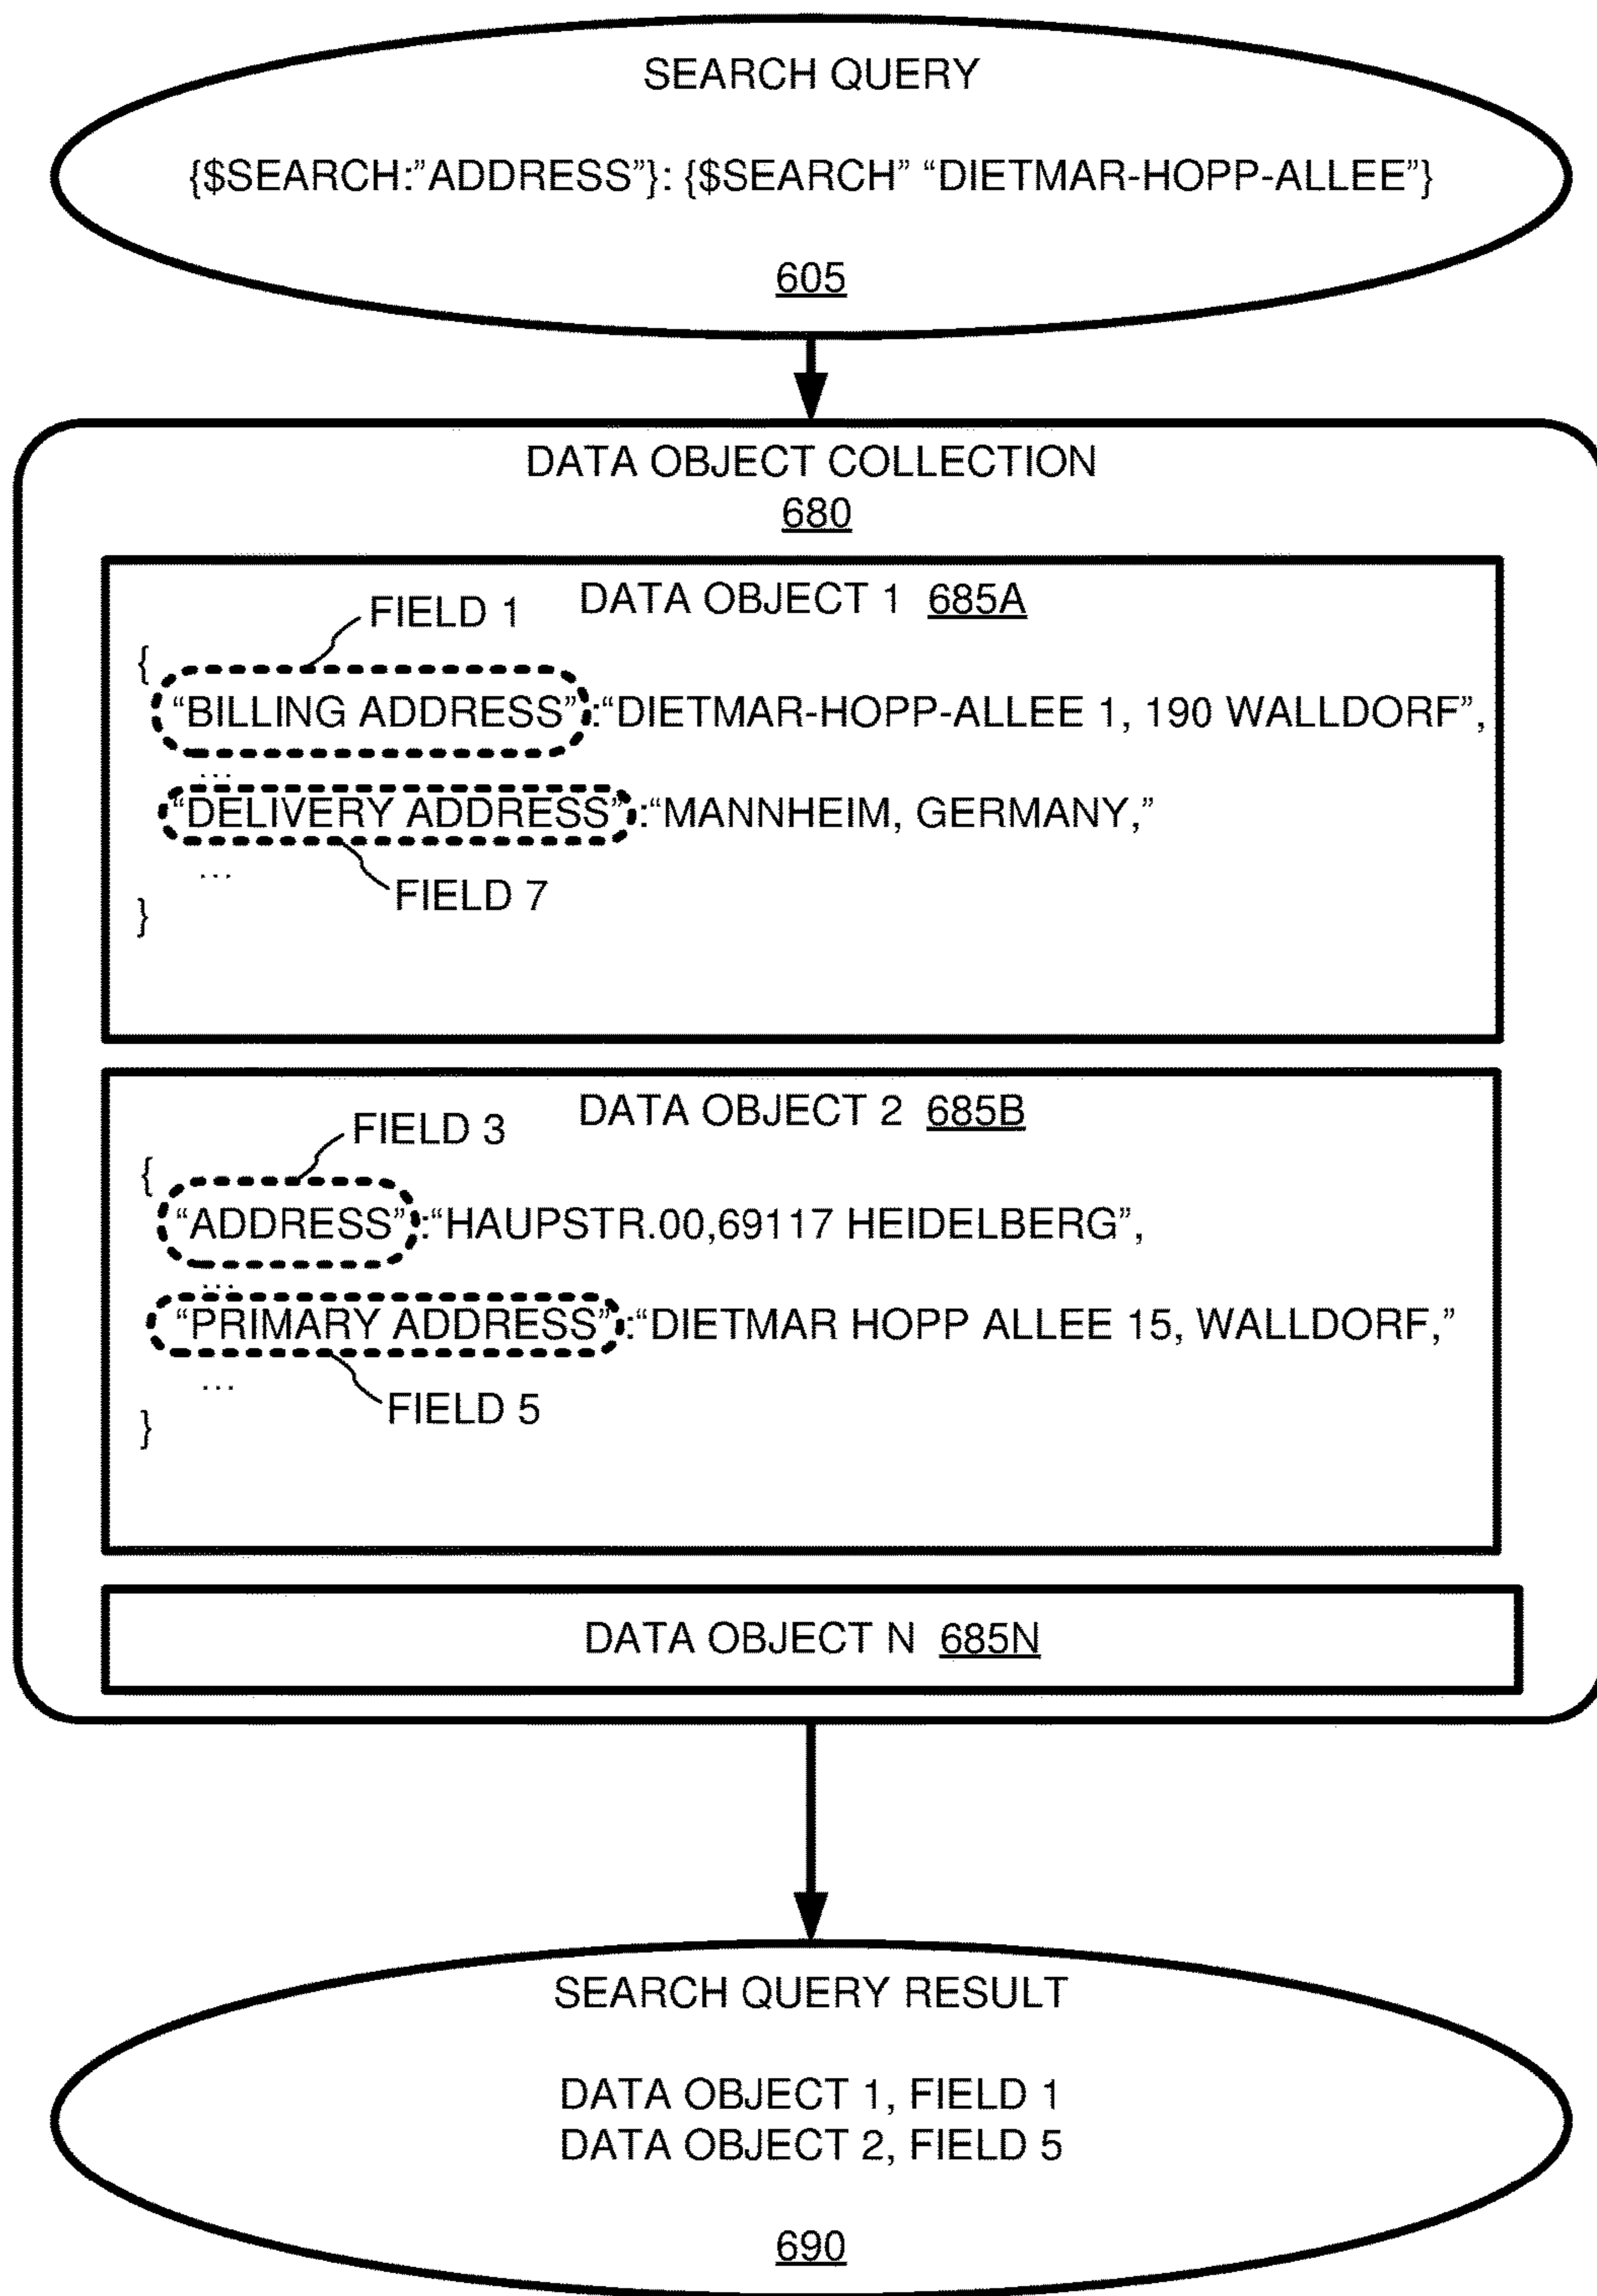 SEARCH QUERY
{$SEARCH:”ADDRESS”}: {$SEARCH” “DIETMAR-HOPP-ALLEE”}
605
DATA OBJECT COLLECTION
680
DATA OBJECT 1 685A
FIELD 1
{
“BILLING ADDRESS”:“DIETMAR-HOPP-ALLEE 1, 190 WALLDORF”,
...
“DELIVERY ADDRESS”:“MANNHEIM, GERMANY,”
...
FIELD 7
}
DATA OBJECT 2 685B
FIELD 3
{
“ADDRESS”:“HAUPSTR.00,69117 HEIDELBERG”,
...
“PRIMARY ADDRESS”:“DIETMAR HOPP ALLEE 15, WALLDORF,”
...
FIELD 5
}
DATA OBJECT N 685N
SEARCH QUERY RESULT
DATA OBJECT 1, FIELD 1
DATA OBJECT 2, FIELD 5
690